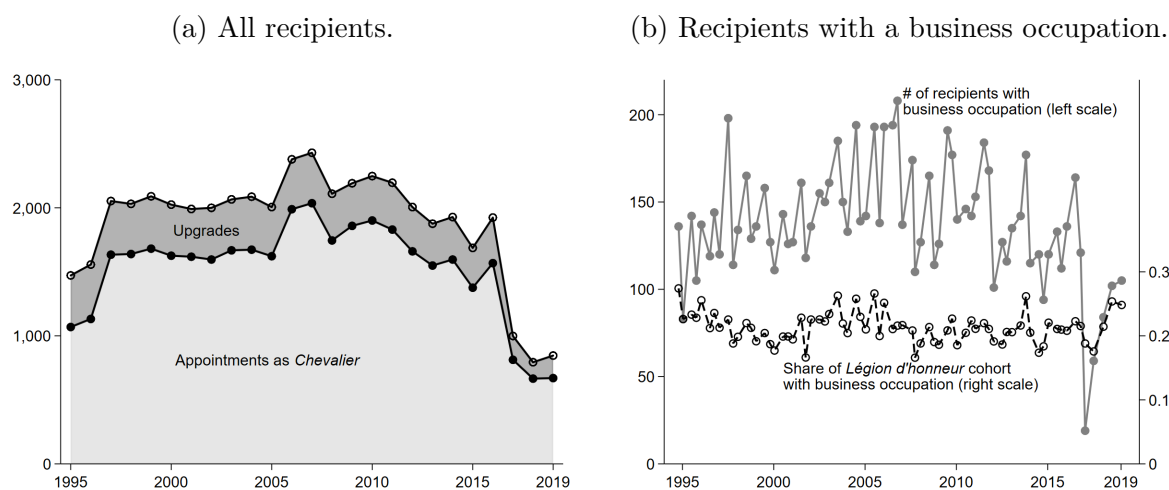 (a) All recipients.
3,000
2,000
1,000
0
Upgrades
Appointments as Chevalier
1995 2000 2005 2010 2015 2019
(b) Recipients with a business occupation.
200
150
100
50
0
# of recipients with
business occupation (left scale)
Share of Légion d'honneur cohort
with business occupation (right scale)
0.3
0.2
0.1
0
1995 2000 2005 2010 2015 2019